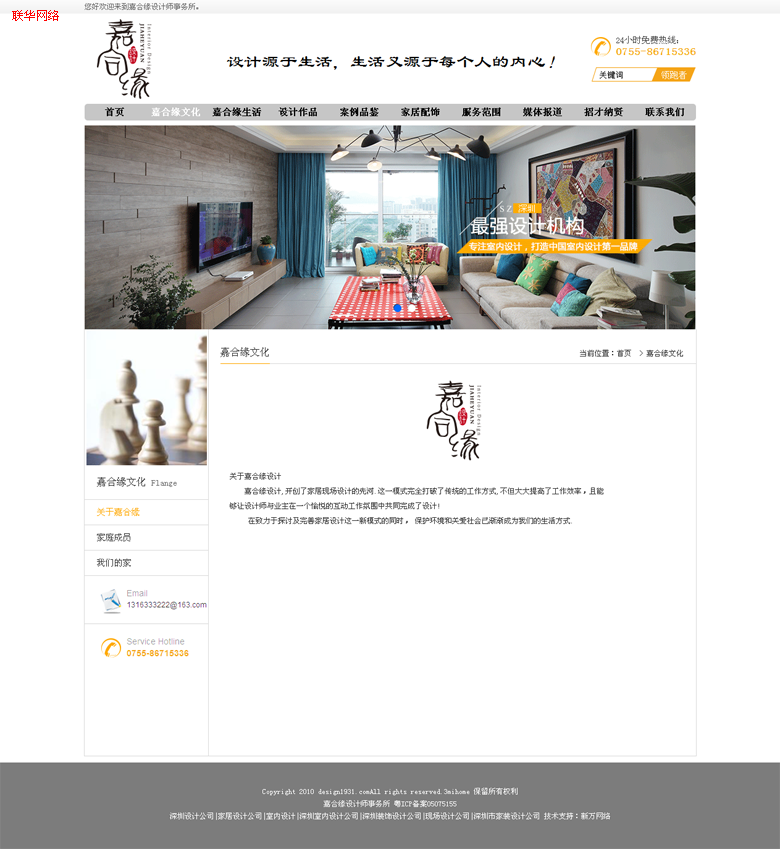 您好欢迎来到嘉合缘设计师事务所。
联华网络
嘉合缘
设计
JIAHEYUAN
Interior Design
设计源于生活，生活又源于每个人的内心！
24小时免费热线：
0755-86715336
关键词
领跑者
首页 嘉合缘文化 嘉合缘生活 设计作品 案例品鉴 家居配饰 服务范围 媒体报道 招才纳贤 联系我们
SZ 深圳
最强设计机构
专注室内设计，打造中国室内设计第一品牌
嘉合缘文化
当前位置：首页 > 嘉合缘文化
嘉合缘
设计
JIAHEYUAN
Interior Design
嘉合缘文化 Flange
关于嘉合缘
家庭成员
我们的家
Email
1316333222@163.com
Service Hotline
0755-86715336
关于嘉合缘设计
嘉合缘设计,开创了家居现场设计的先河.这一模式完全打破了传统的工作方式,不但大大提高了工作效率，且能
够让设计师与业主在一个愉悦的互动工作氛围中共同完成了设计!
在致力于探讨及完善家居设计这一新模式的同时， 保护环境和关爱社会已渐渐成为我们的生活方式.
Copyright 2010 design1931.comAll rights reserved.3mihome 保留所有权利
嘉合缘设计师事务所 粤ICP备案05075155
深圳设计公司|家居设计公司|室内设计|深圳室内设计公司|深圳装饰设计公司|现场设计公司|深圳市家装设计公司 技术支持：新万网络